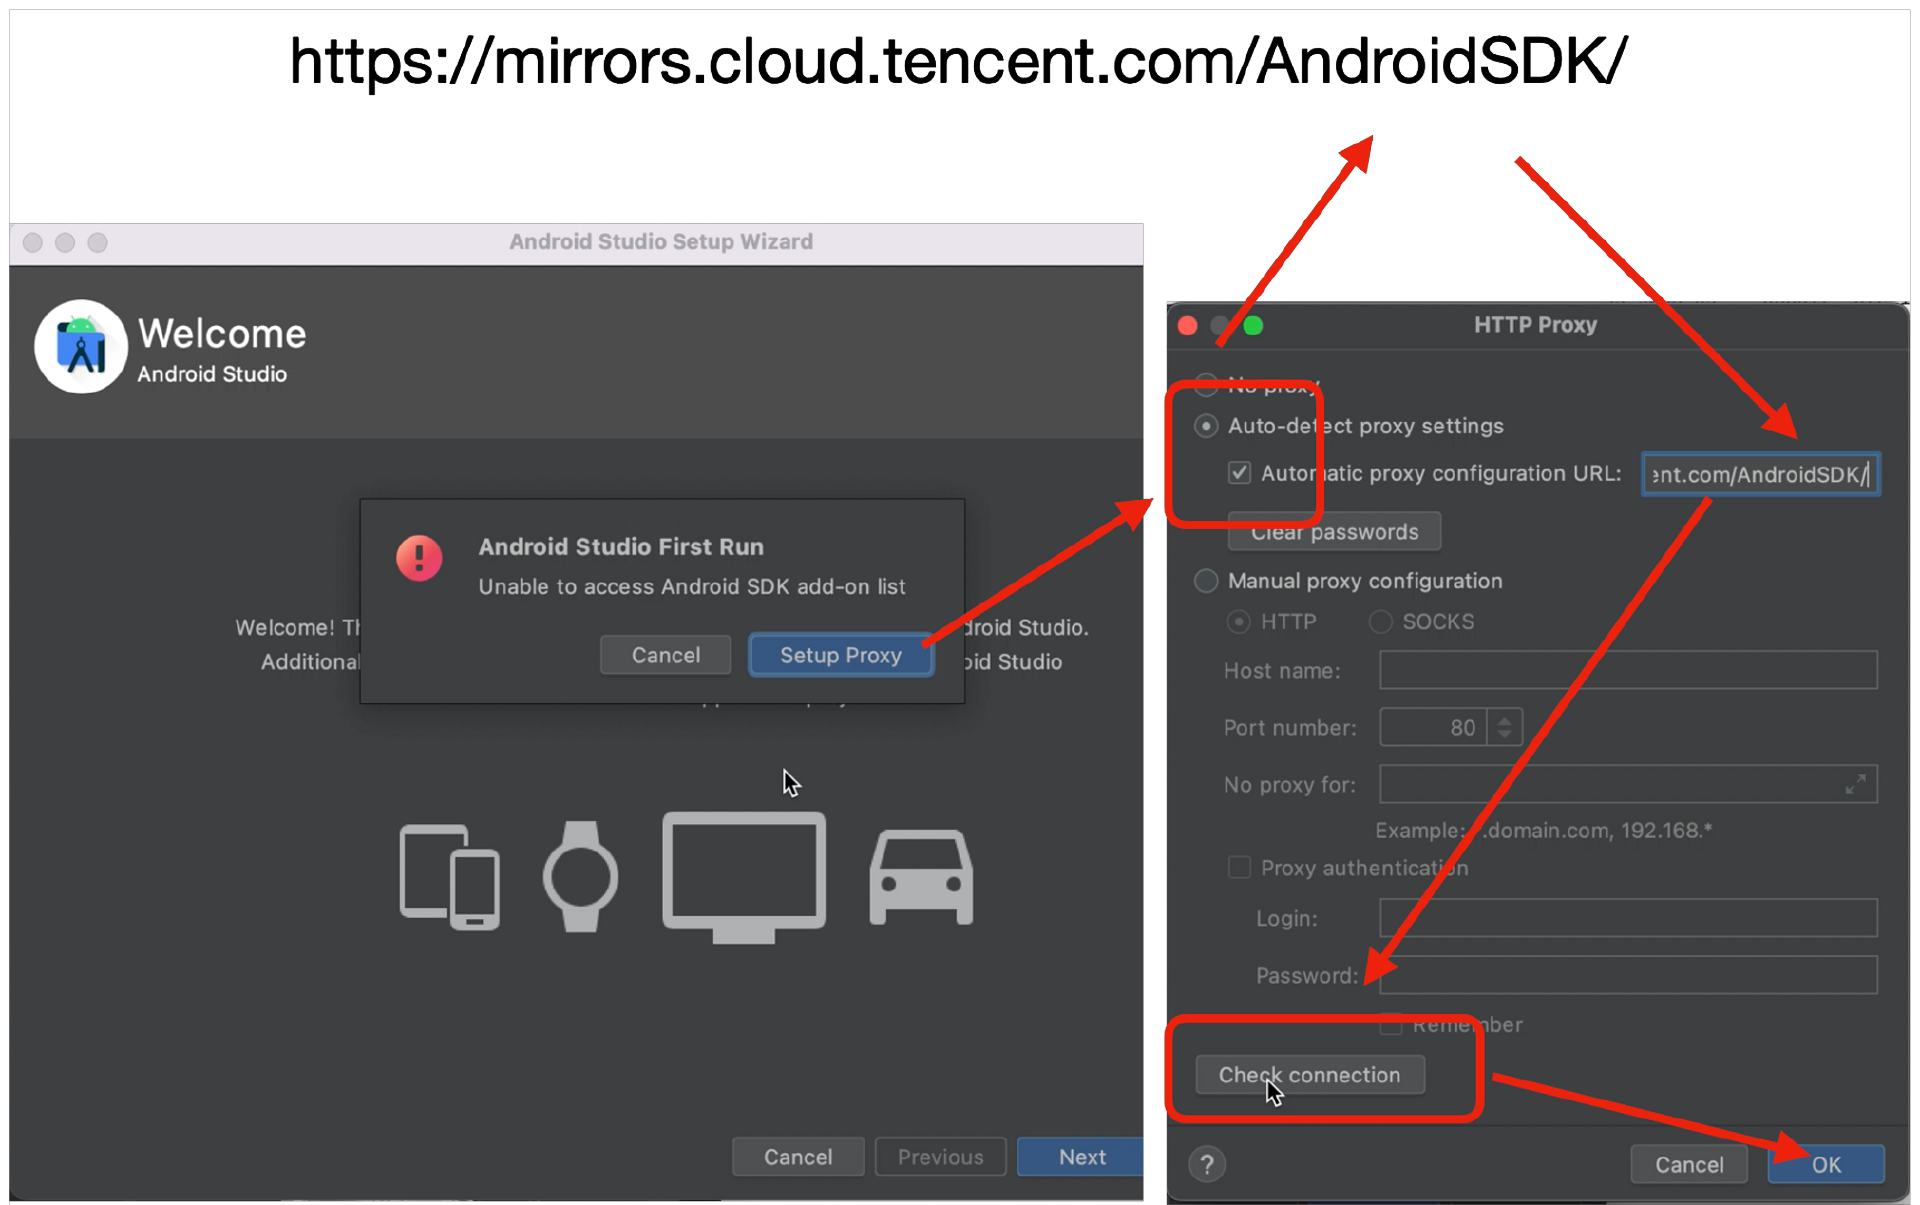 https://mirrors.cloud.tencent.com/AndroidSDK/
Android Studio Setup Wizard
Welcome
Android Studio
Android Studio First Run
Unable to access Android SDK add-on list
Cancel
Setup Proxy
Welcome! Th
droid Studio.
Additional
oid Studio
Cancel
Previous
Next
HTTP Proxy
No proxy
Auto-detect proxy settings
Automatic proxy configuration URL:
ent.com/AndroidSDK/
Clear passwords
Manual proxy configuration
HTTP
SOCKS
Host name:
Port number:
80
No proxy for:
Example: .domain.com, 192.168.*
Proxy authentication
Login:
Password:
Remember
Check connection
?
Cancel
OK